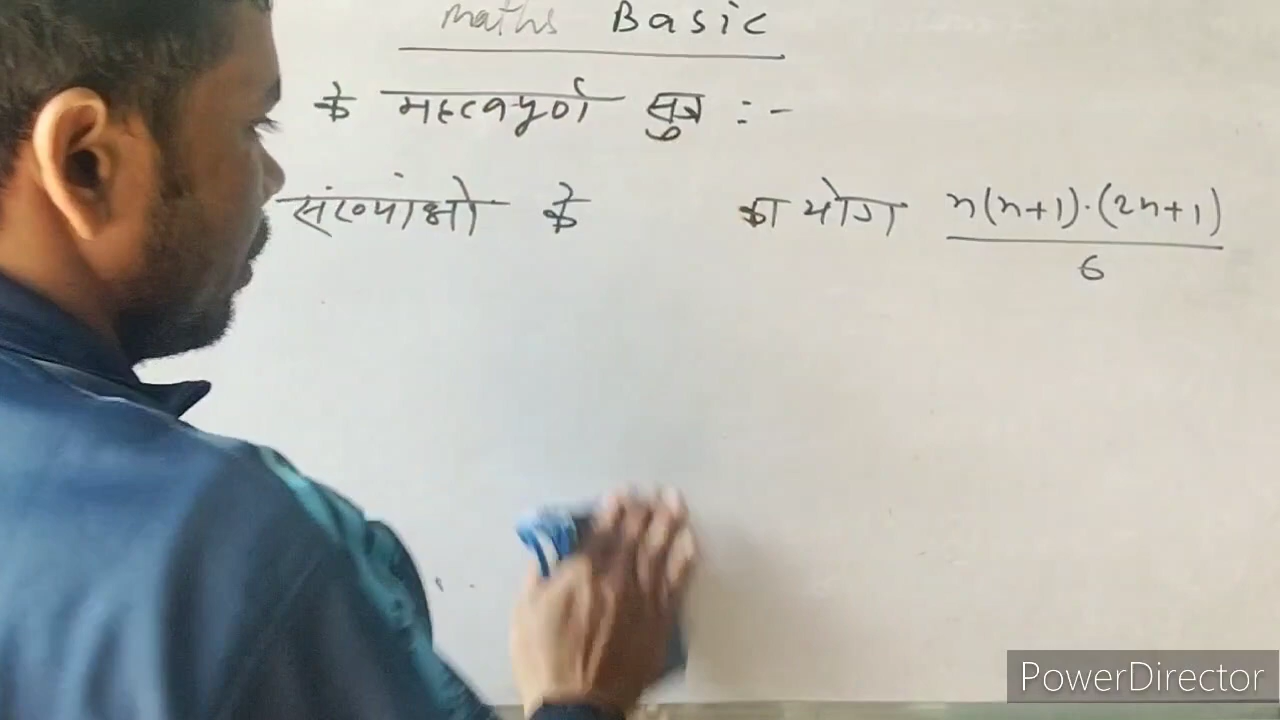 maths Basic
के महत्वपूर्ण सुत्र :-
संख्यांओ के का योग n(n+1).(2n+1)
6
PowerDirector